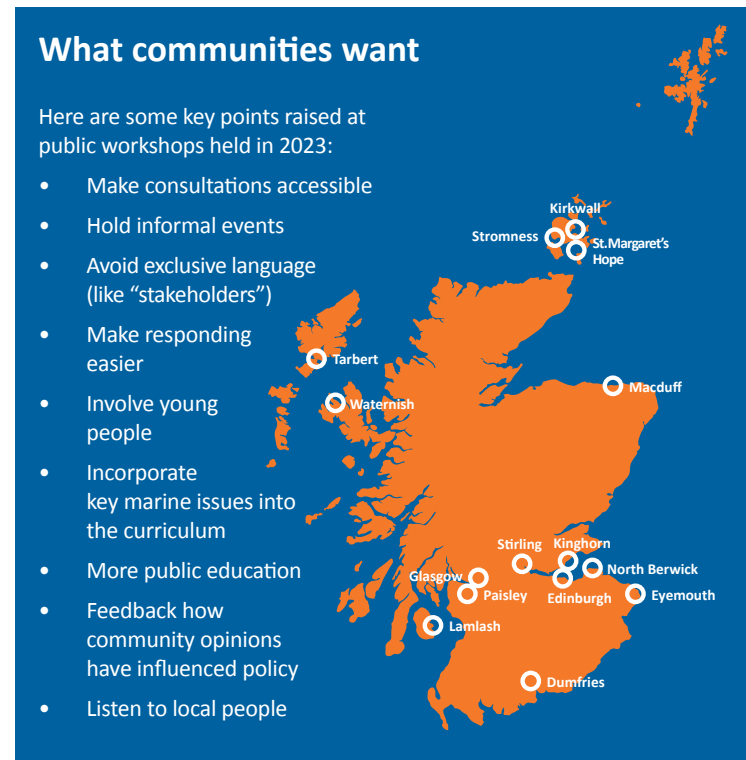 What communities want
Here are some key points raised at
public workshops held in 2023:
• Make consultations accessible
• Hold informal events
• Avoid exclusive language
(like “stakeholders”)
• Make responding
easier
• Involve young
people
• Incorporate
key marine issues into
the curriculum
• More public education
• Feedback how
community opinions
have influenced policy
• Listen to local people
Kirkwall
Stromness
St.Margaret’s
Hope
Tarbert
Waternish
Macduff
Stirling
Kinghorn
North Berwick
Glasgow
Paisley
Edinburgh
Eyemouth
Lamlash
Dumfries